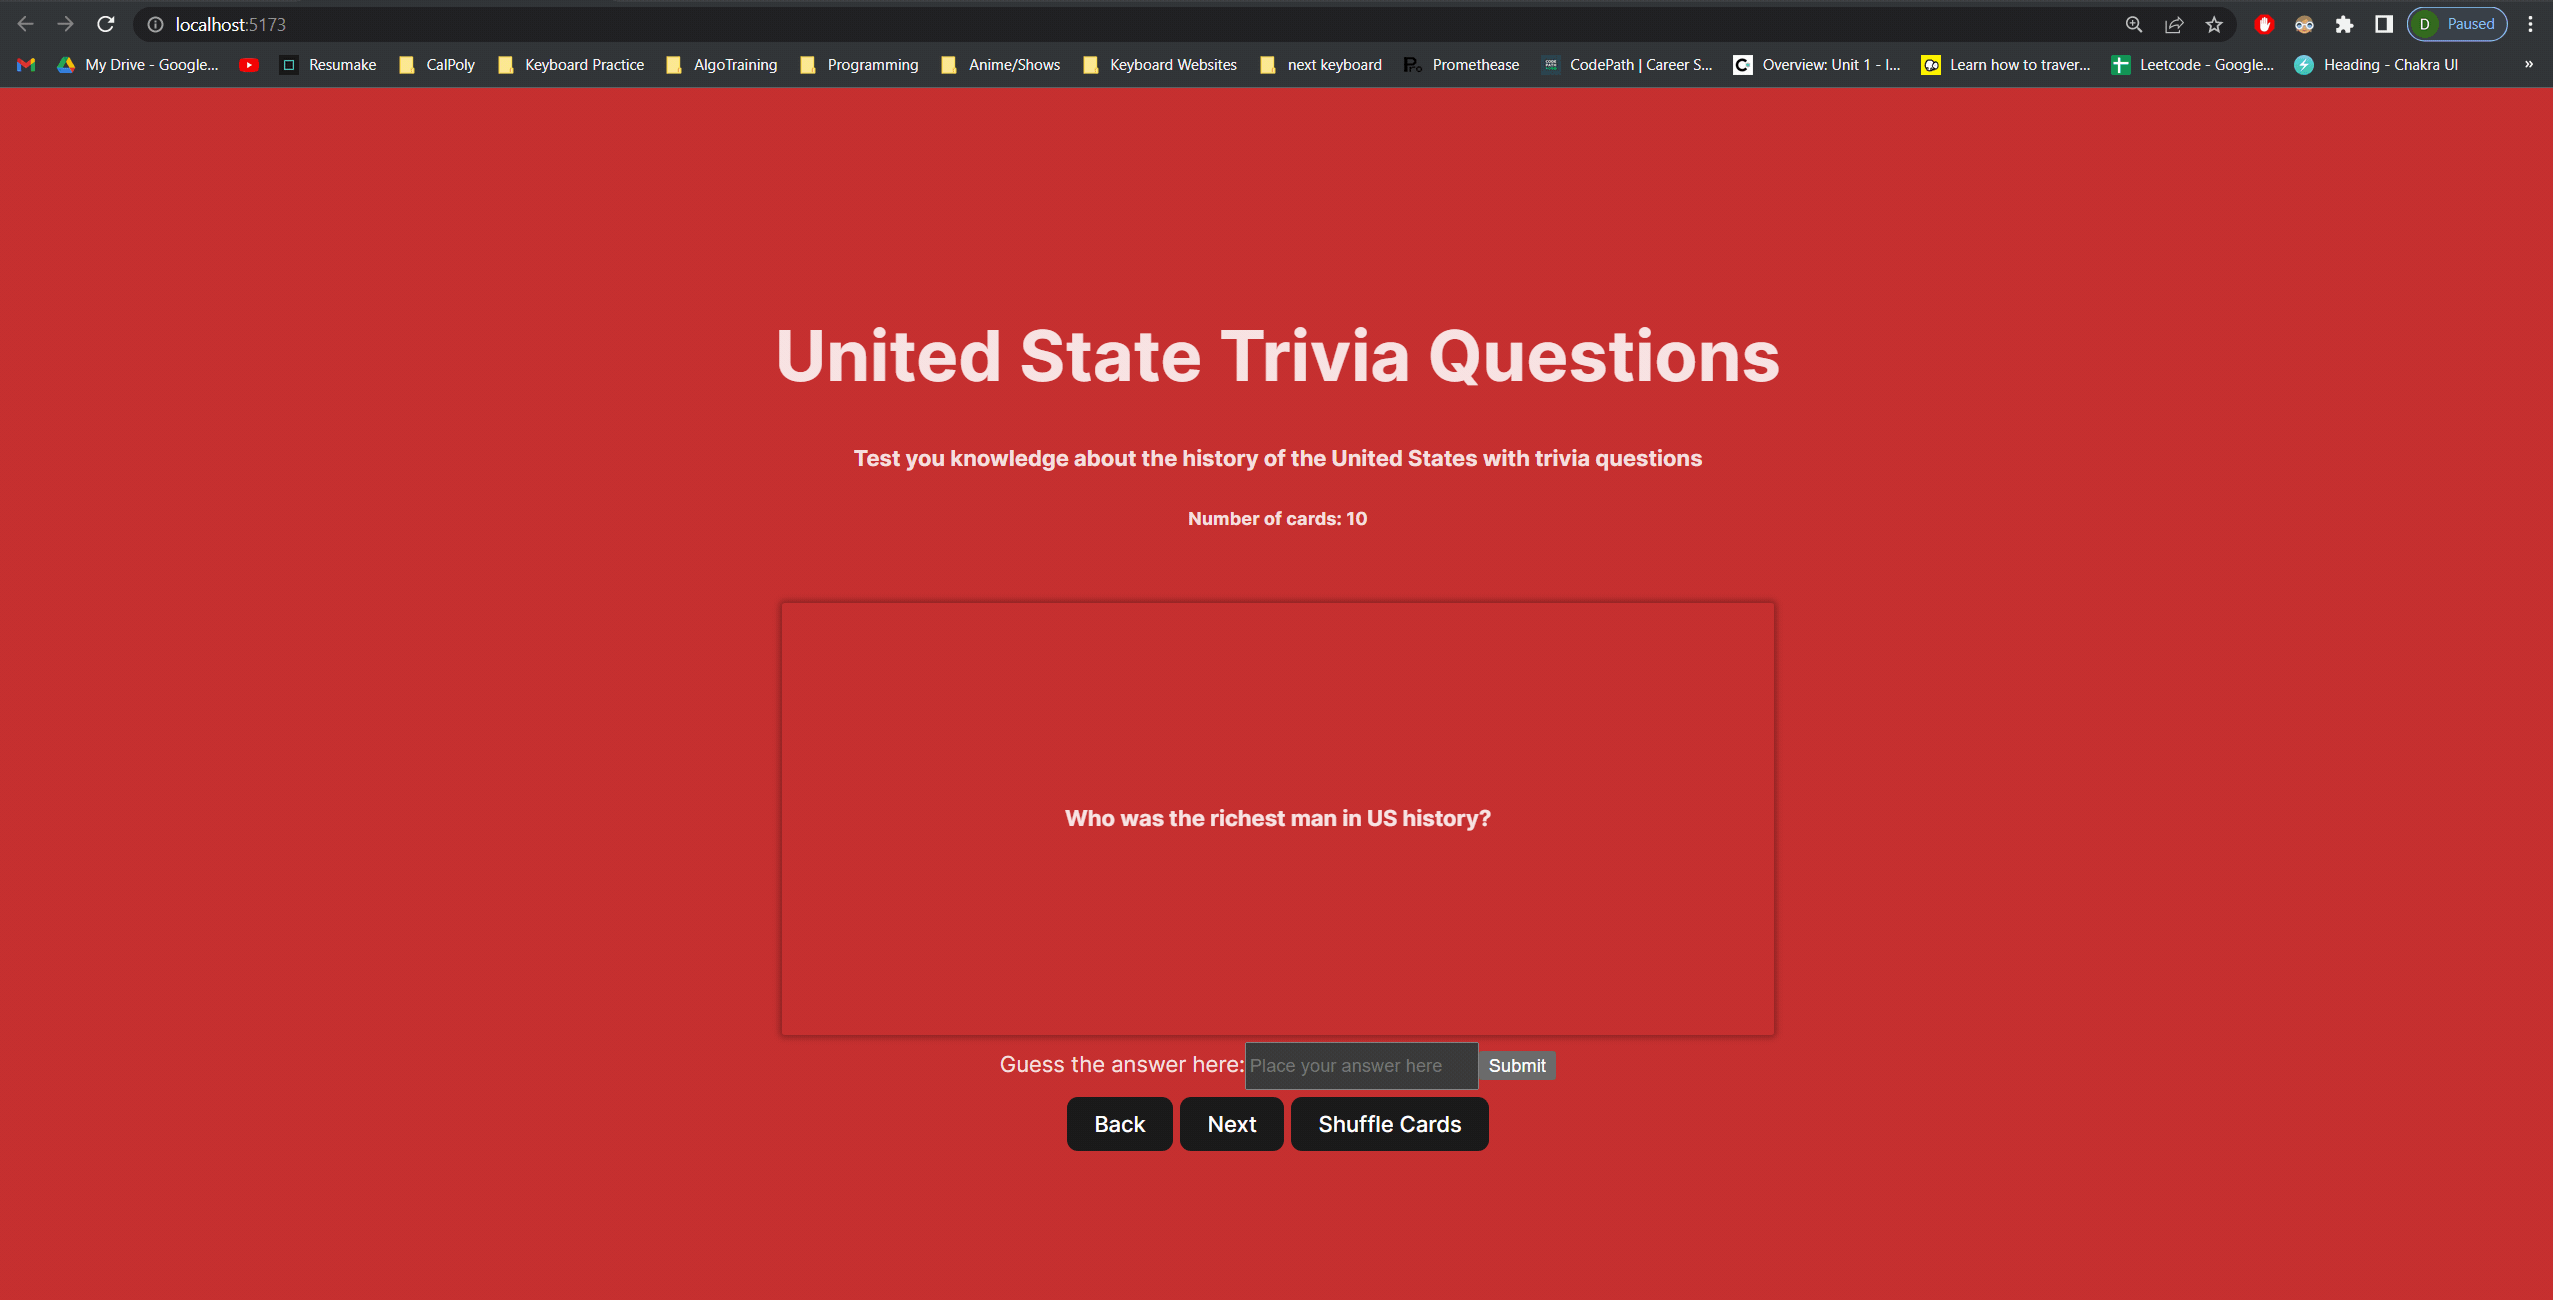 localhost:5173
D Paused
My Drive - Google... Resumake CalPoly Keyboard Practice AlgoTraining Programming Anime/Shows Keyboard Websites next keyboard Promethease CodePath | Career S... Overview: Unit 1 - I... Learn how to traver... Leetcode - Google... Heading - Chakra UI »
United State Trivia Questions
Test you knowledge about the history of the United States with trivia questions
Number of cards: 10
Who was the richest man in US history?
Guess the answer here: Place your answer here Submit
Back Next Shuffle Cards